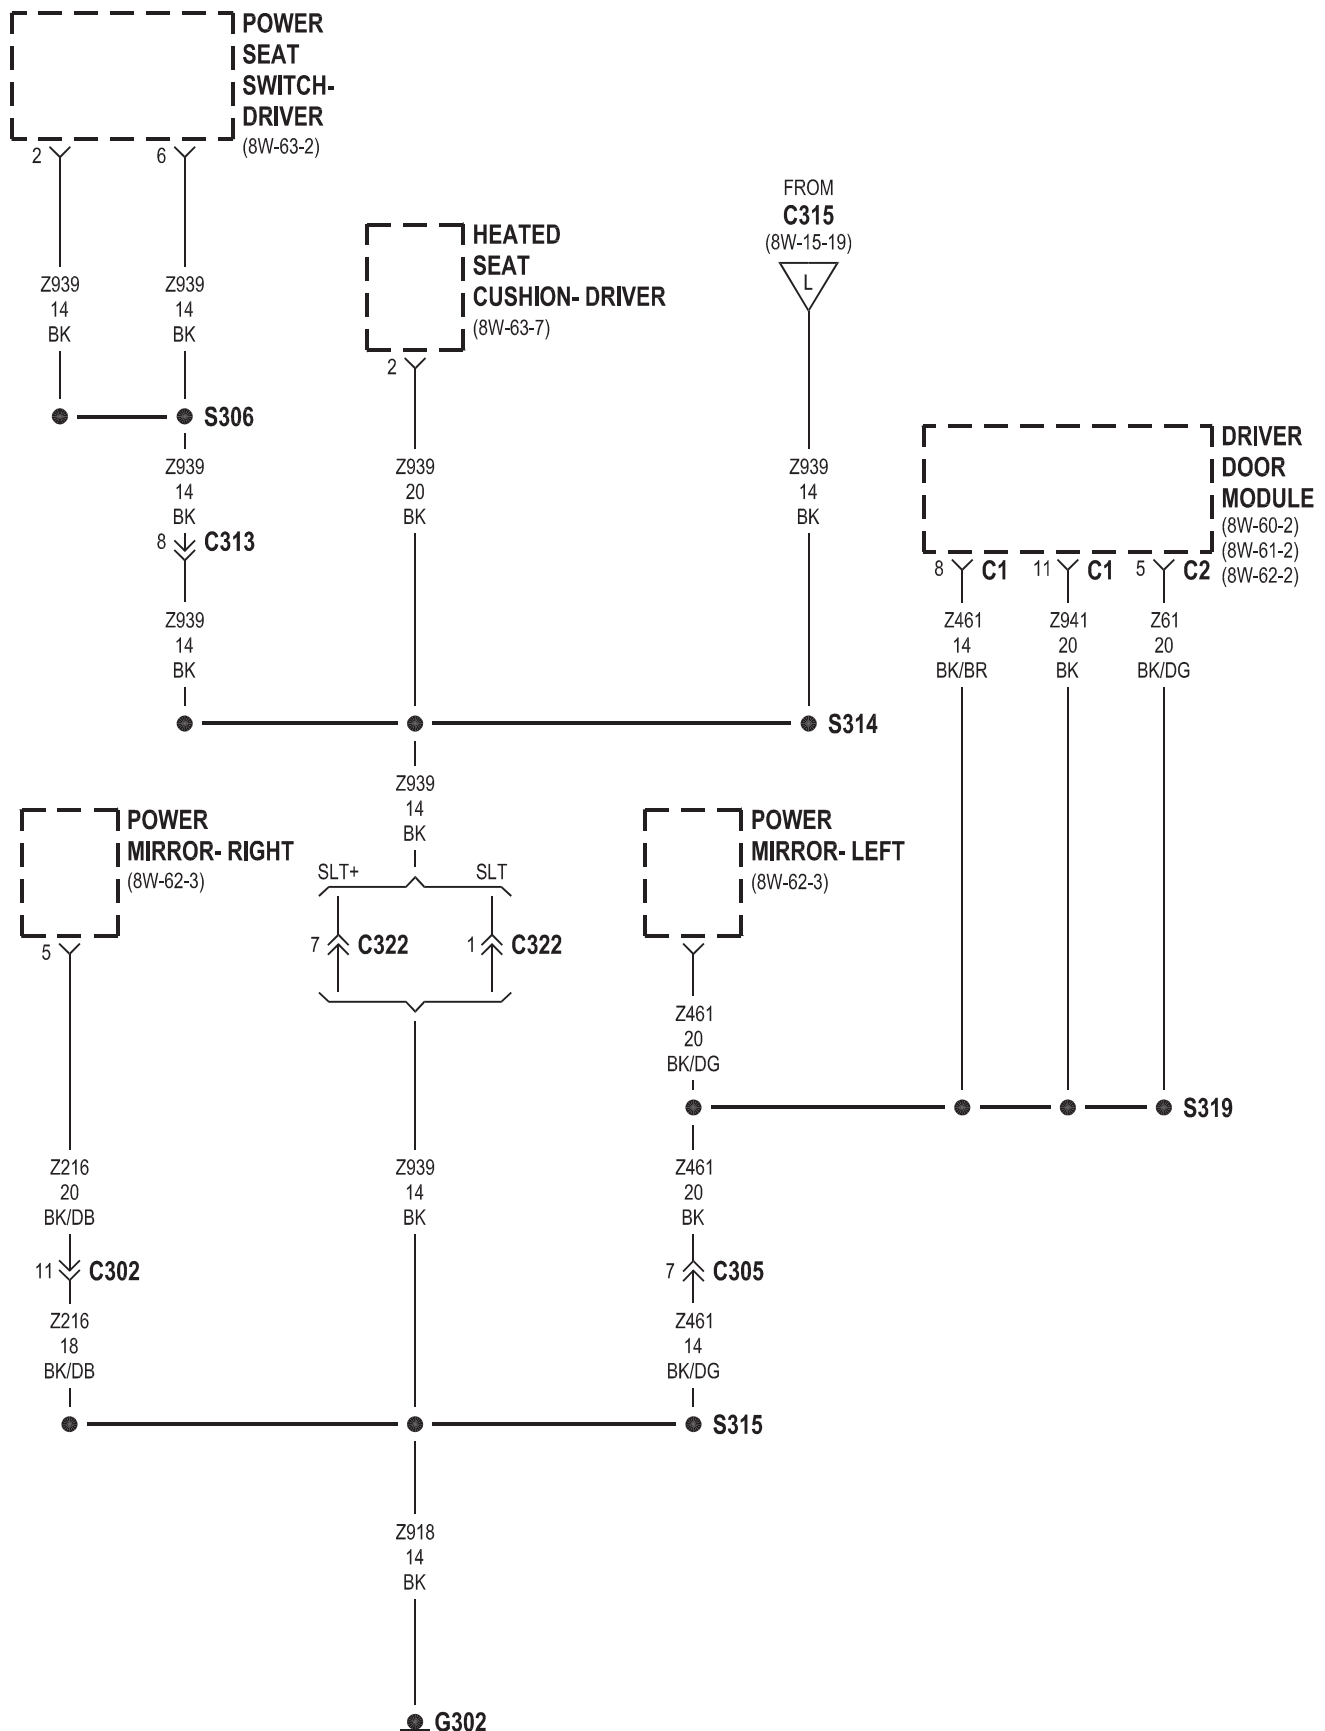 POWER
SEAT
SWITCH-
DRIVER
(8W-63-2)
2
6
Z939
14
BK
Z939
14
BK
S306
Z939
14
BK
8
C313
Z939
14
BK
HEATED
SEAT
CUSHION- DRIVER
(8W-63-7)
2
Z939
20
BK
FROM
C315
(8W-15-19)
L
Z939
14
BK
S314
DRIVER
DOOR
MODULE
(8W-60-2)
(8W-61-2)
(8W-62-2)
8
C1
11
C1
5
C2
Z461
14
BK/BR
Z941
20
BK
Z61
20
BK/DG
Z939
14
BK
SLT+
SLT
7
C322
1
C322
POWER
MIRROR- RIGHT
(8W-62-3)
5
POWER
MIRROR- LEFT
(8W-62-3)
Z461
20
BK/DG
S319
Z216
20
BK/DB
Z939
14
BK
Z461
20
BK
11
C302
7
C305
Z216
18
BK/DB
Z461
14
BK/DG
S315
Z918
14
BK
G302